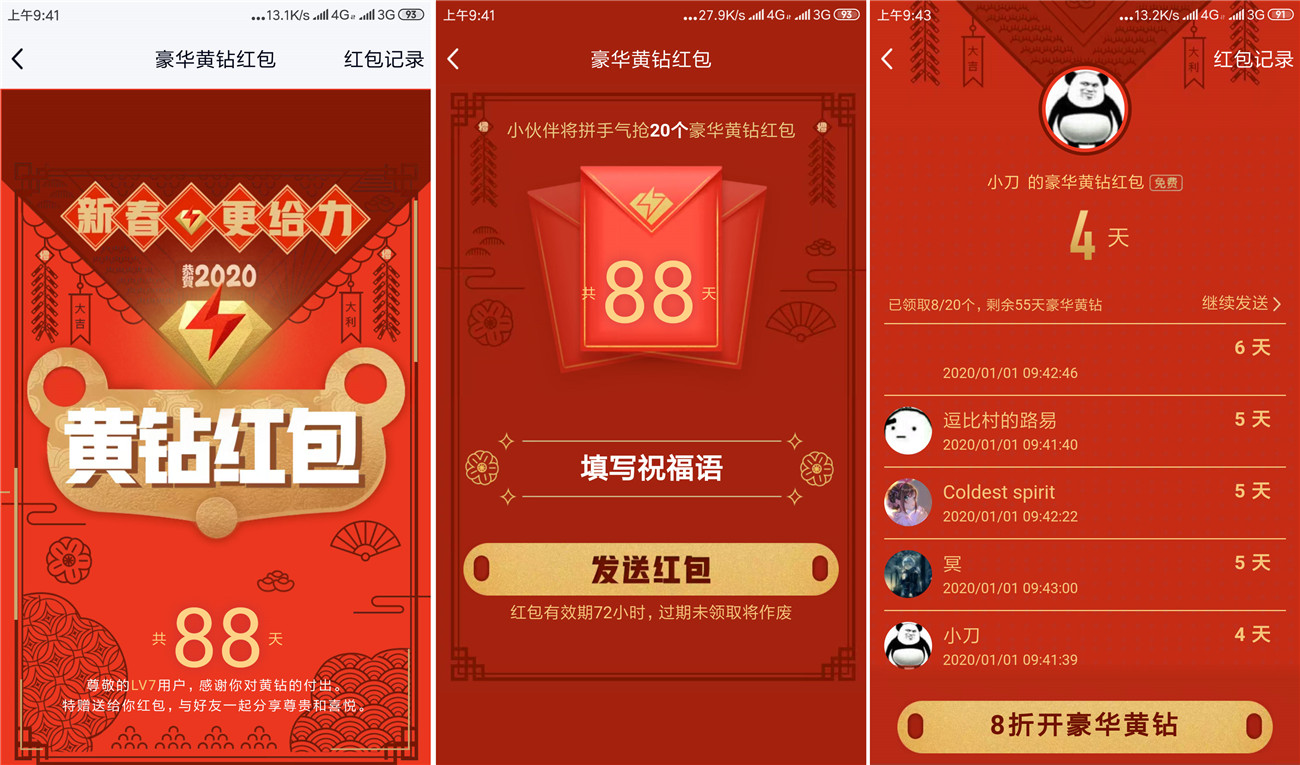 上午9:41
...13.1K/s 4G 3G 93
豪华黄钻红包
红包记录
新春更给力
恭贺2020
大吉
大利
黄钻红包
共88天
尊敬的LV7用户，感谢你对黄钻的付出。
特赠送给你红包，与好友一起分享尊贵和喜悦。
上午9:41
...27.9K/s 4G 3G 93
豪华黄钻红包
小伙伴将拼手气抢20个豪华黄钻红包
共88天
填写祝福语
发送红包
红包有效期72小时，过期未领取将作废
上午9:43
...13.2K/s 4G 3G 91
红包记录
大吉
大利
小刀 的豪华黄钻红包 免费
4天
已领取8/20个，剩余55天豪华黄钻
继续发送
6 天
2020/01/01 09:42:46
逗比村的路易
5 天
2020/01/01 09:41:40
Coldest spirit
5 天
2020/01/01 09:42:22
冥
5 天
2020/01/01 09:43:00
小刀
4 天
2020/01/01 09:41:39
8折开豪华黄钻